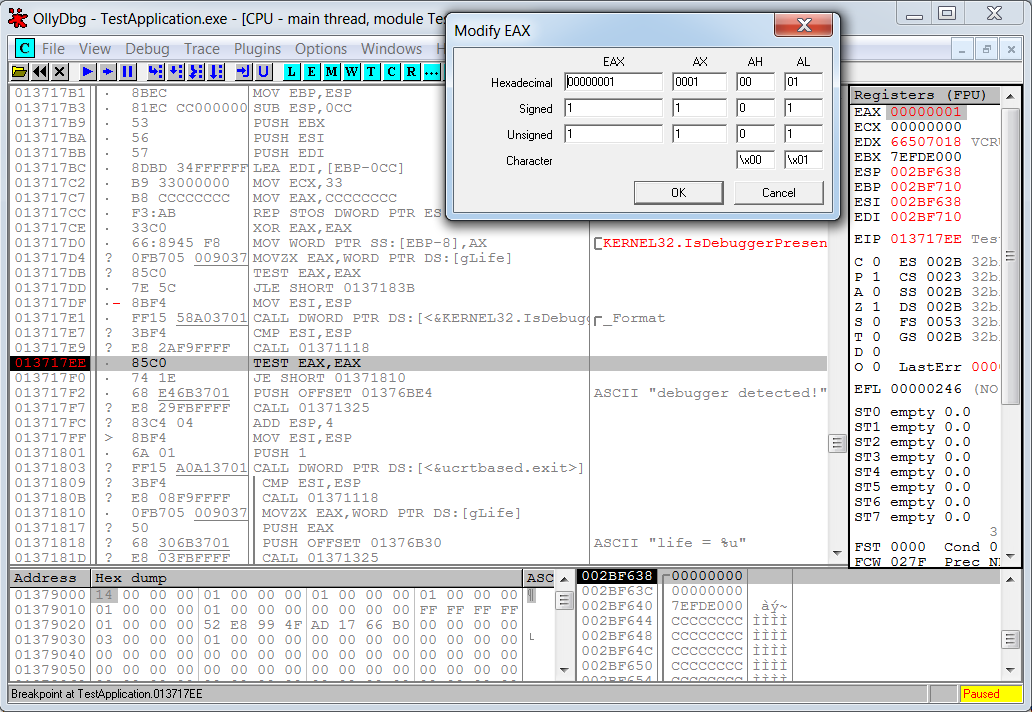 OllyDbg - TestApplication.exe - [CPU - main thread, module Tes
Modify EAX
C File View Debug Trace Plugins Options Windows H
L E M W T C R ...
EAX AX AH AL
Hexadecimal 00000001 0001 00 01
Signed 1 1 0 1
Unsigned 1 1 0 1
Character \x00 \x01
OK Cancel
013717B1 . 8BEC MOV EBP,ESP
013717B3 . 81EC CC000000 SUB ESP,0CC
013717B9 . 53 PUSH EBX
013717BA . 56 PUSH ESI
013717BB . 57 PUSH EDI
013717BC . 8DBD 34FFFFFF LEA EDI,[EBP-0CC]
013717C2 . B9 33000000 MOV ECX,33
013717C7 . B8 CCCCCCCC MOV EAX,CCCCCCCC
013717CC . F3:AB REP STOS DWORD PTR ES
013717CE . 33C0 XOR EAX,EAX
013717D0 . 66:8945 F8 MOV WORD PTR SS:[EBP-8],AX [KERNEL32.IsDebuggerPresen
013717D4 ? 0FB705 009037 MOVZX EAX,WORD PTR DS:[gLife]
013717DB ? 85C0 TEST EAX,EAX
013717DD . 7E 5C JLE SHORT 0137183B
013717DF .- 8BF4 MOV ESI,ESP
013717E1 . FF15 58A03701 CALL DWORD PTR DS:[<&KERNEL32.IsDebugg _Format
013717E7 ? 3BF4 CMP ESI,ESP
013717E9 ? E8 2AF9FFFF CALL 01371118
013717EE . 85C0 TEST EAX,EAX
013717F0 . 74 1E JE SHORT 01371810
013717F2 . 68 E46B3701 PUSH OFFSET 01376BE4 ASCII "debugger detected!"
013717F7 ? E8 29FBFFFF CALL 01371325
013717FC ? 83C4 04 ADD ESP,4
013717FF > 8BF4 MOV ESI,ESP
01371801 . 6A 01 PUSH 1
01371803 ? FF15 A0A13701 CALL DWORD PTR DS:[<&ucrtbased.exit>]
01371809 ? 3BF4 CMP ESI,ESP
0137180B ? E8 08F9FFFF CALL 01371118
01371810 . 0FB705 009037 MOVZX EAX,WORD PTR DS:[gLife]
01371817 ? 50 PUSH EAX
01371818 ? 68 306B3701 PUSH OFFSET 01376B30 ASCII "life = %u"
0137181D ? E8 03FBFFFF CALL 01371325
Registers (FPU)
EAX 00000001
ECX 00000000
EDX 66507018 VCR
EBX 7EFDE000
ESP 002BF638
EBP 002BF710
ESI 002BF638
EDI 002BF710
EIP 013717EE Tes
C 0 ES 002B 32b
P 1 CS 0023 32b
A 0 SS 002B 32b
Z 1 DS 002B 32b
S 0 FS 0053 32b
T 0 GS 002B 32b
D 0
O 0 LastErr 000
EFL 00000246 (NO
ST0 empty 0.0
ST1 empty 0.0
ST2 empty 0.0
ST3 empty 0.0
ST4 empty 0.0
ST5 empty 0.0
ST6 empty 0.0
ST7 empty 0.0
3
FST 0000 Cond 0
FCW 027F Prec N
Address Hex dump ASC
01379000 14 00 00 00 01 00 00 00 01 00 00 00 01 00 00 00 ¶
01379010 01 00 00 00 00 00 00 00 00 00 00 00 FF FF FF FF
01379020 01 00 00 00 52 E8 99 4F AD 17 66 B0 00 00 00 00
01379030 03 00 00 00 01 00 00 00 00 00 00 00 00 00 00 00 └
01379040 00 00 00 00 00 00 00 00 00 00 00 00 00 00 00 00
01379050 00 00 00 00 00 00 00 00 00 00 00 00 00 00 00 00
002BF638 00000000
002BF63C 00000000
002BF640 7EFDE000 àý~
002BF644 CCCCCCCC ÌÌÌÌ
002BF648 CCCCCCCC ÌÌÌÌ
002BF64C CCCCCCCC ÌÌÌÌ
002BF650 CCCCCCCC ÌÌÌÌ
002BF654 CCCCCCCC ÌÌÌÌ
Breakpoint at TestApplication.013717EE
Paused